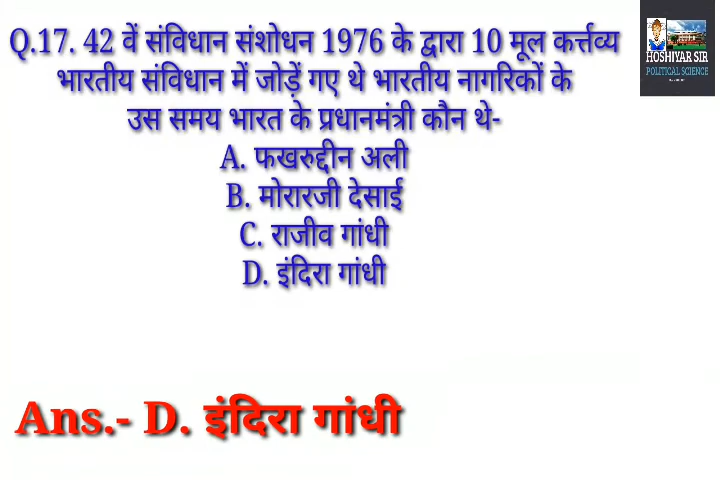 Q.17. 42 वें संविधान संशोधन 1976 के द्वारा 10 मूल कर्त्तव्य
भारतीय संविधान में जोड़ें गए थे भारतीय नागरिकों के
उस समय भारत के प्रधानमंत्री कौन थे-
A. फखरुद्दीन अली
B. मोरारजी देसाई
C. राजीव गांधी
D. इंदिरा गांधी
Ans.- D. इंदिरा गांधी
HOSHIYAR SIR
POLITICAL SCIENCE